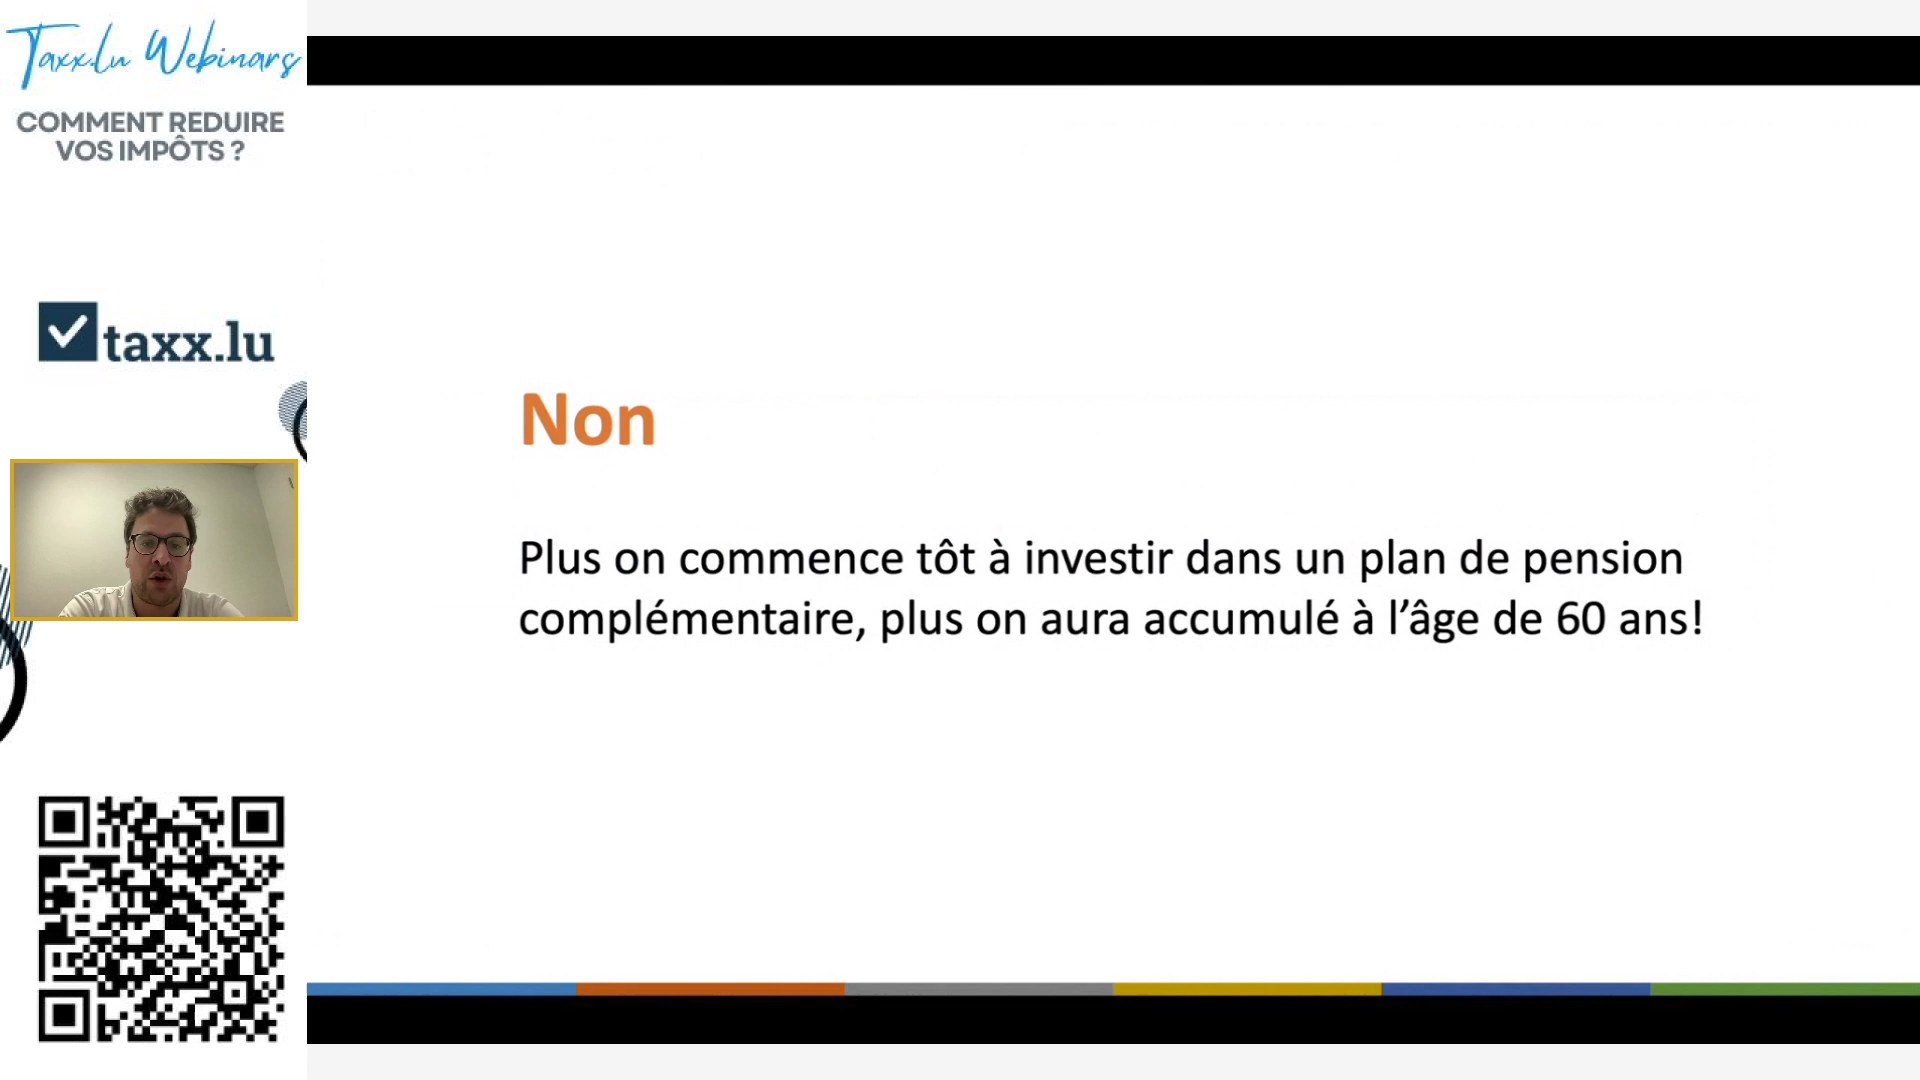 Taxx.lu Webinars
COMMENT REDUIRE
VOS IMPÔTS ?
taxx.lu
Non
Plus on commence tôt à investir dans un plan de pension
complémentaire, plus on aura accumulé à l’âge de 60 ans!